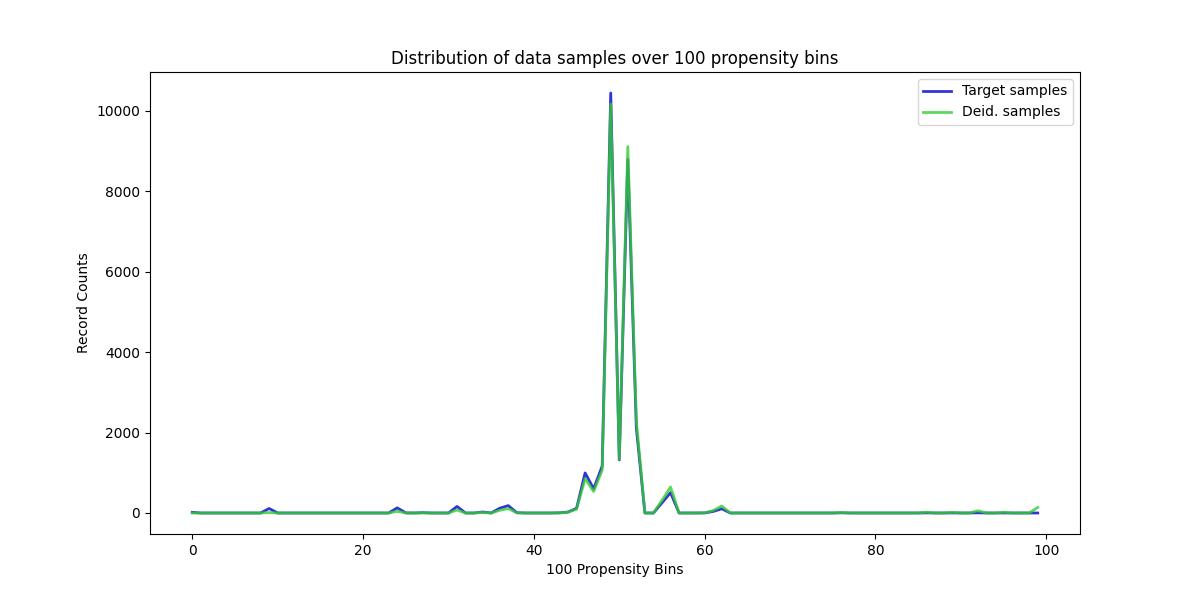 Distribution of data samples over 100 propensity bins
Target samples
Deid. samples
10000
8000
6000
4000
2000
0
Record Counts
0 20 40 60 80 100
100 Propensity Bins